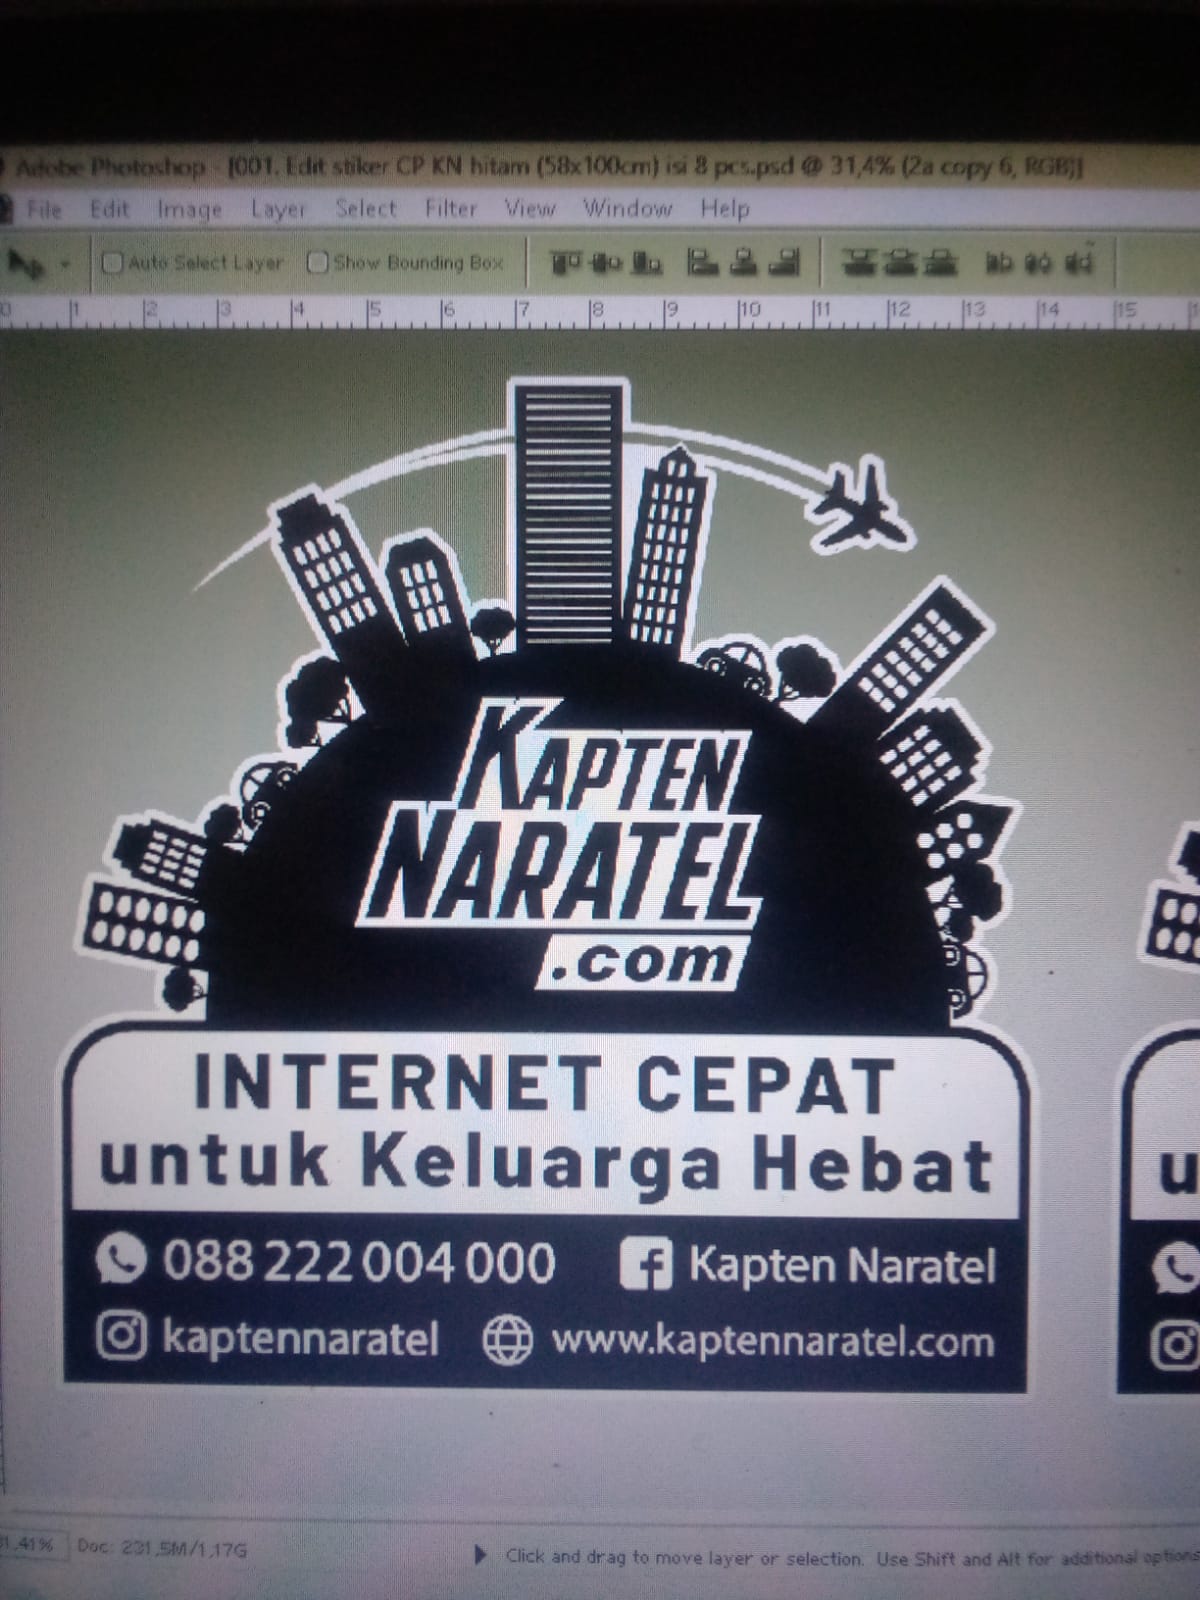 Adobe Photoshop - [001. Edit stiker CP KN hitam (58x100cm) isi 8 pcs.psd @ 31,4% (2a copy 6, RGB)]
File Edit Image Layer Select Filter View Window Help
Auto Select Layer Show Bounding Box
0 1 2 3 4 5 6 7 8 9 10 11 12 13 14 15
KAPTEN
NARATEL
.com
INTERNET CEPAT
untuk Keluarga Hebat
u
088 222 004 000 Kapten Naratel
kaptennaratel www.kaptennaratel.com
Doc: 231,5M/1,17G Click and drag to move layer or selection. Use Shift and Alt for additional options